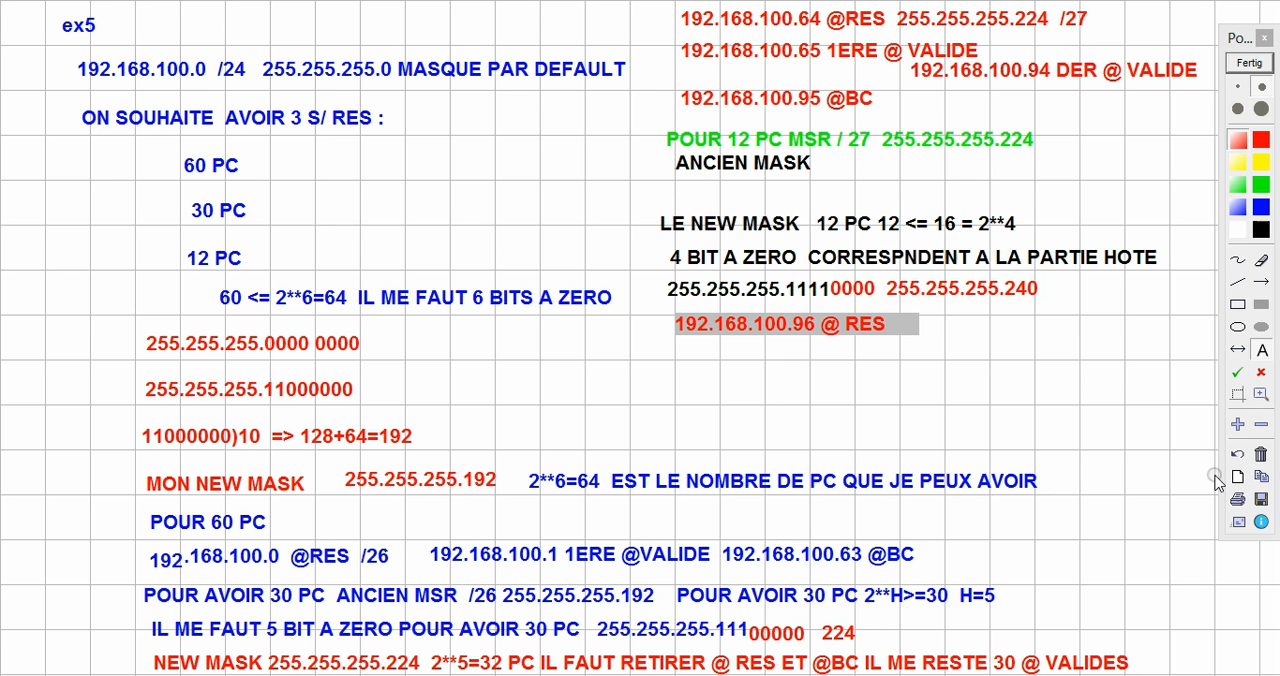 ex5
192.168.100.0 /24 255.255.255.0 MASQUE PAR DEFAULT
ON SOUHAITE AVOIR 3 S/ RES :
60 PC
30 PC
12 PC
60 <= 2**6=64 IL ME FAUT 6 BITS A ZERO
255.255.255.0000 0000
255.255.255.11000000
11000000)10 => 128+64=192
MON NEW MASK 255.255.255.192 2**6=64 EST LE NOMBRE DE PC QUE JE PEUX AVOIR
POUR 60 PC
192.168.100.0 @RES /26 192.168.100.1 1ERE @VALIDE 192.168.100.63 @BC
POUR AVOIR 30 PC ANCIEN MSR /26 255.255.255.192 POUR AVOIR 30 PC 2**H>=30 H=5
IL ME FAUT 5 BIT A ZERO POUR AVOIR 30 PC 255.255.255.11100000 224
NEW MASK 255.255.255.224 2**5=32 PC IL FAUT RETIRER @ RES ET @BC IL ME RESTE 30 @ VALIDES
192.168.100.64 @RES 255.255.255.224 /27
192.168.100.65 1ERE @ VALIDE
192.168.100.94 DER @ VALIDE
192.168.100.95 @BC
POUR 12 PC MSR / 27 255.255.255.224
ANCIEN MASK
LE NEW MASK 12 PC 12 <= 16 = 2**4
4 BIT A ZERO CORRESPNDENT A LA PARTIE HOTE
255.255.255.11110000 255.255.255.240
192.168.100.96 @ RES
Po...
Fertig
A